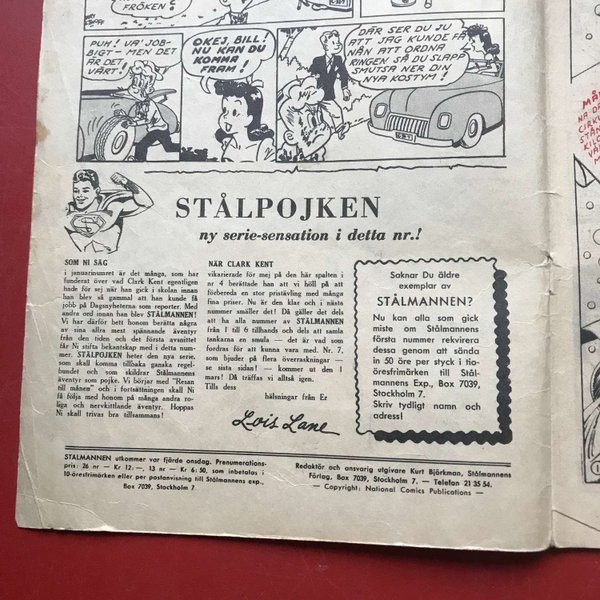 FRÖKEN!
PUH! VA' JOB-
BIGT - MEN DET
ÄR DET
VÄRT!
OKEJ, BILL!
NU KAN DU
KOMMA
FRAM!
DÄR SER DU JU
ATT JAG KUNDE FÅ
NÅN ATT ORDNA
RINGEN SÅ DU SLAPP
SMUTSA NER DIN
NYA KOSTYM!
STÅLPOJKEN
ny serie-sensation i detta nr.!
SOM NI SÅG
i januarinumret är det många, som har
funderat över vad Clark Kent egentligen
hade för sej när han gick i skolan innan
han blev så gammal att han kunde få
jobb på Dagsnyheterna som reporter. Med
andra ord innan han blev STÅLMANNEN!
Vi har därför bett honom berätta några
av sina allra mest spännande äventyr
från den tiden och det första avsnittet
får Ni stifta bekantskap med i detta num-
mer. STÅLPOJKEN heter den nya serie,
som skall komma tillbaka ganska regel-
bundet och som skildrar Stålmannens
äventyr som pojke. Vi börjar med "Resan
till månen" och i fortsättningen skall Ni
få följa med honom på många andra ro-
liga och nervkittlande äventyr. Hoppas
Ni skall trivas bra tillsammans!
NÄR CLARK KENT
vikarierade för mej på den här spalten i
nr 4 berättade han att vi höll på att
förbereda en stor pristävling med många
fina priser. Nu är den klar och i nästa
nummer smäller det! Då gäller det dels
att ha alla nummer av STÅLMANNEN
från 1 till 6 tillhands och dels att samla
tankarna en smula — det är vad som
fordras för att kunna vara med. Nr. 7,
som bjuder på flera överraskningar —
se sista sidan! — kommer ut den 1
mars! Då träffas vi alltså igen.
Tills dess
hälsningar från Er
Lois Lane
Saknar Du äldre
exemplar av
STÅLMANNEN?
Nu kan alla som gick
miste om Stålmannens
första nummer rekvirera
dessa genom att sända
in 50 öre per styck i tio-
öresfrimärken till Stål-
mannens Exp., Box 7039,
Stockholm 7.
Skriv tydligt namn och
adress!
STÅLMANNEN utkommer var fjärde onsdag. Prenumerations-
pris: 26 nr — Kr 12:—, 13 nr — Kr 6:50, som inbetalas i
10-öresfrimärken eller per postanvisning till Stålmannens exp.,
Box 7039, Stockholm 7.
Redaktör och ansvarig utgivare Kurt Björkman, Stålmannens
Förlag, Box 7039, Stockholm 7. — Telefon 21 35 54.
— Copyright: National Comics Publications —